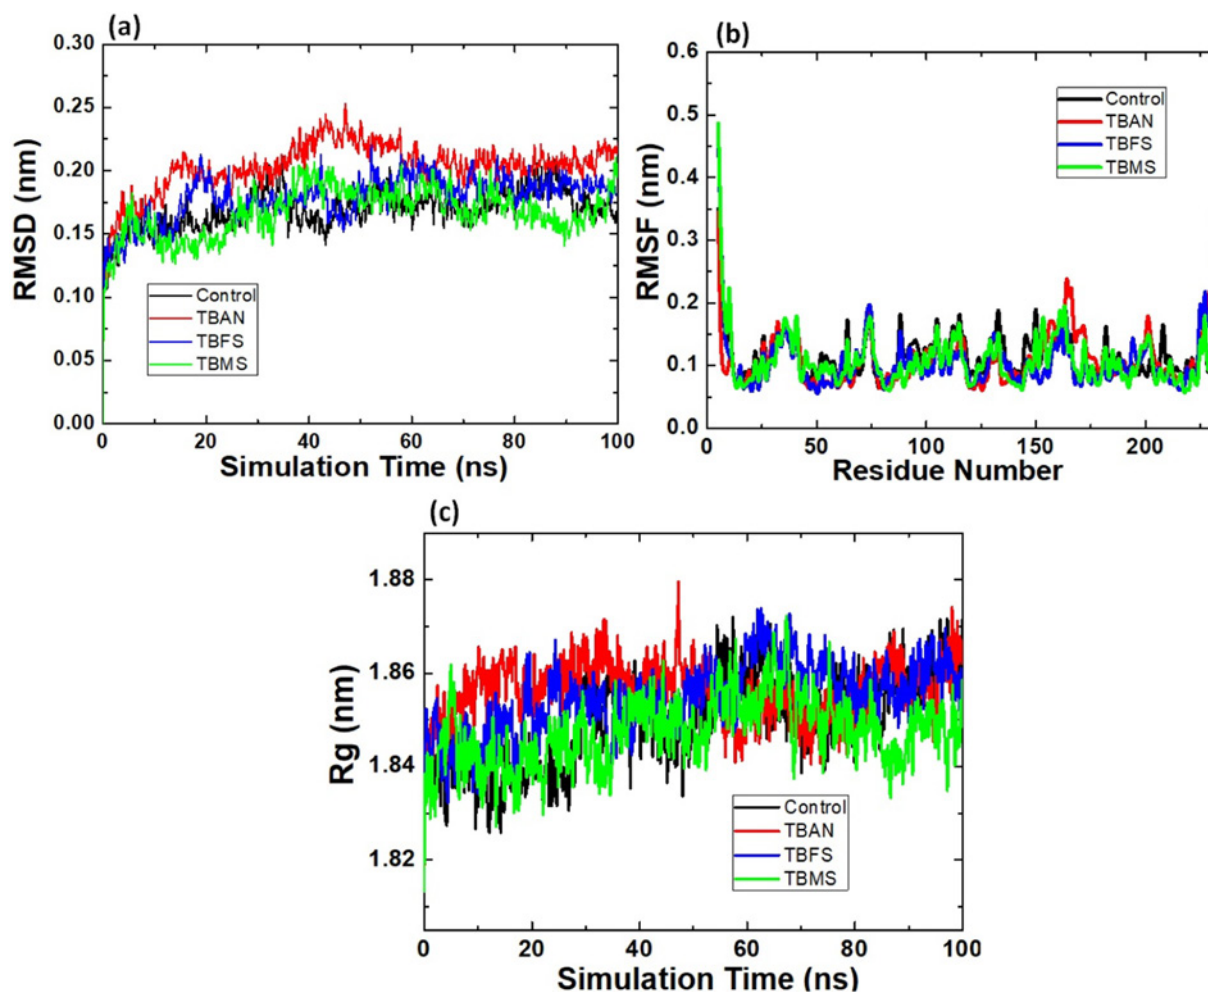 (a)
0.30
0.25
0.20
0.15
0.10
0.05
0.00
RMSD (nm)
Control
TBAN
TBFS
TBMS
0 20 40 60 80 100
Simulation Time (ns)
(b)
0.6
0.5
0.4
0.3
0.2
0.1
0.0
RMSF (nm)
Control
TBAN
TBFS
TBMS
0 50 100 150 200
Residue Number
(c)
1.88
1.86
1.84
1.82
Rg (nm)
Control
TBAN
TBFS
TBMS
0 20 40 60 80 100
Simulation Time (ns)